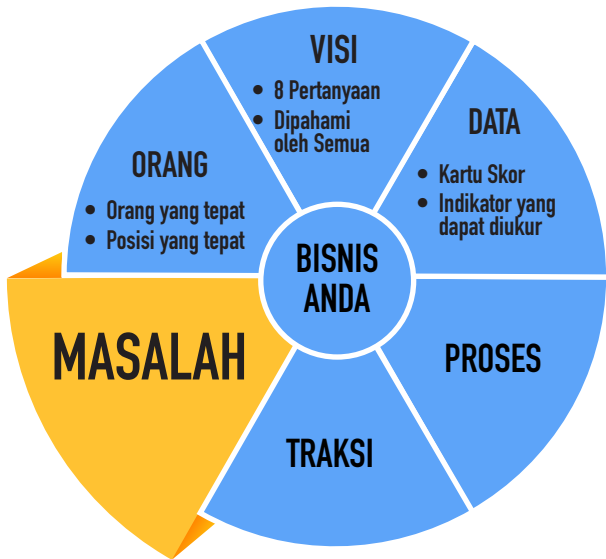 VISI
• 8 Pertanyaan
• Dipahami
oleh Semua
DATA
• Kartu Skor
• Indikator yang
dapat diukur
ORANG
• Orang yang tepat
• Posisi yang tepat
BISNIS
ANDA
MASALAH
PROSES
TRAKSI